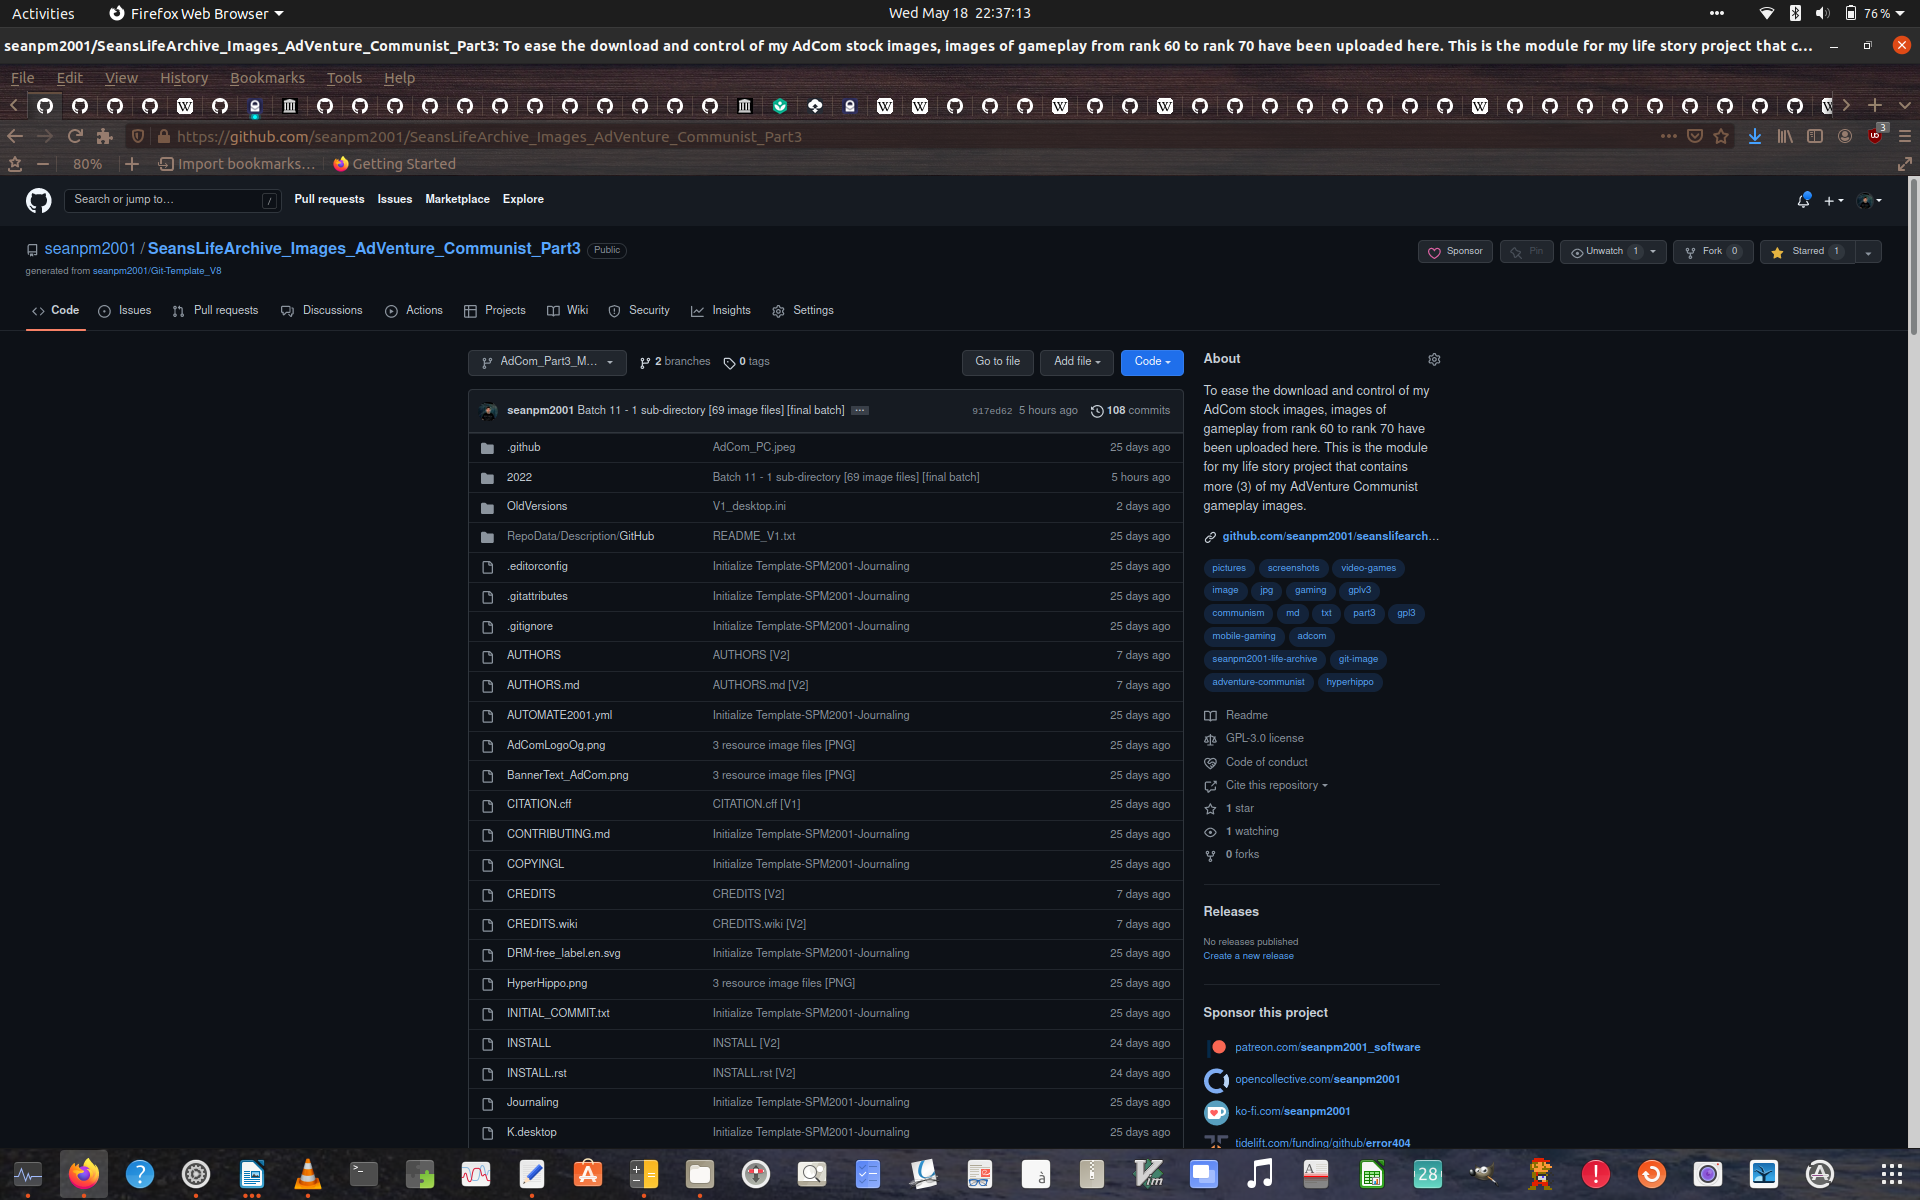 Activities
Firefox Web Browser
Wed May 18 22:37:13
76 %
seanpm2001/SeansLifeArchive_Images_AdVenture_Communist_Part3: To ease the download and control of my AdCom stock images, images of gameplay from rank 60 to rank 70 have been uploaded here. This is the module for my life story project that c...
File Edit View History Bookmarks Tools Help
https://github.com/seanpm2001/SeansLifeArchive_Images_AdVenture_Communist_Part3
3
80%
Import bookmarks...
Getting Started
Search or jump to...
/
Pull requests Issues Marketplace Explore
seanpm2001 / SeansLifeArchive_Images_AdVenture_Communist_Part3 Public
generated from seanpm2001/Git-Template_V8
Sponsor
Pin
Unwatch 1
Fork 0
Starred 1
Code Issues Pull requests Discussions Actions Projects Wiki Security Insights Settings
AdCom_Part3_M...
2 branches
0 tags
Go to file
Add file
Code
seanpm2001 Batch 11 - 1 sub-directory [69 image files] [final batch] ... 917ed62 5 hours ago 108 commits
.github AdCom_PC.jpeg 25 days ago
2022 Batch 11 - 1 sub-directory [69 image files] [final batch] 5 hours ago
OldVersions V1_desktop.ini 2 days ago
RepoData/Description/GitHub README_V1.txt 25 days ago
.editorconfig Initialize Template-SPM2001-Journaling 25 days ago
.gitattributes Initialize Template-SPM2001-Journaling 25 days ago
.gitignore Initialize Template-SPM2001-Journaling 25 days ago
AUTHORS AUTHORS [V2] 7 days ago
AUTHORS.md AUTHORS.md [V2] 7 days ago
AUTOMATE2001.yml Initialize Template-SPM2001-Journaling 25 days ago
AdComLogoOg.png 3 resource image files [PNG] 25 days ago
BannerText_AdCom.png 3 resource image files [PNG] 25 days ago
CITATION.cff CITATION.cff [V1] 25 days ago
CONTRIBUTING.md Initialize Template-SPM2001-Journaling 25 days ago
COPYINGL Initialize Template-SPM2001-Journaling 25 days ago
CREDITS CREDITS [V2] 7 days ago
CREDITS.wiki CREDITS.wiki [V2] 7 days ago
DRM-free_label.en.svg Initialize Template-SPM2001-Journaling 25 days ago
HyperHippo.png 3 resource image files [PNG] 25 days ago
INITIAL_COMMIT.txt Initialize Template-SPM2001-Journaling 25 days ago
INSTALL INSTALL [V2] 24 days ago
INSTALL.rst INSTALL.rst [V2] 24 days ago
Journaling Initialize Template-SPM2001-Journaling 25 days ago
K.desktop Initialize Template-SPM2001-Journaling 25 days ago
About
To ease the download and control of my
AdCom stock images, images of
gameplay from rank 60 to rank 70 have
been uploaded here. This is the module
for my life story project that contains
more (3) of my AdVenture Communist
gameplay images.
github.com/seanpm2001/seanslifearch...
pictures screenshots video-games
image jpg gaming gplv3
communism md txt part3 gpl3
mobile-gaming adcom
seanpm2001-life-archive git-image
adventure-communist hyperhippo
Readme
GPL-3.0 license
Code of conduct
Cite this repository
1 star
1 watching
0 forks
Releases
No releases published
Create a new release
Sponsor this project
patreon.com/seanpm2001_software
opencollective.com/seanpm2001
ko-fi.com/seanpm2001
tidelift.com/funding/github/error404
28